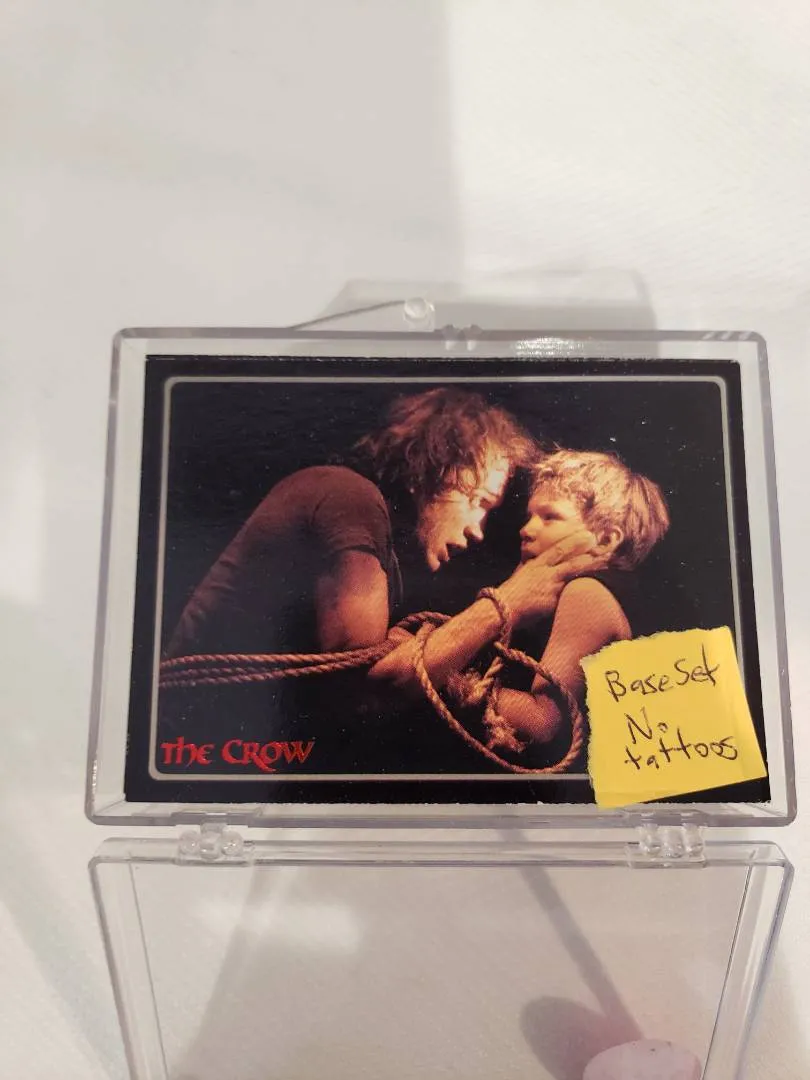 THE CROW
Base Set
No
tattoos